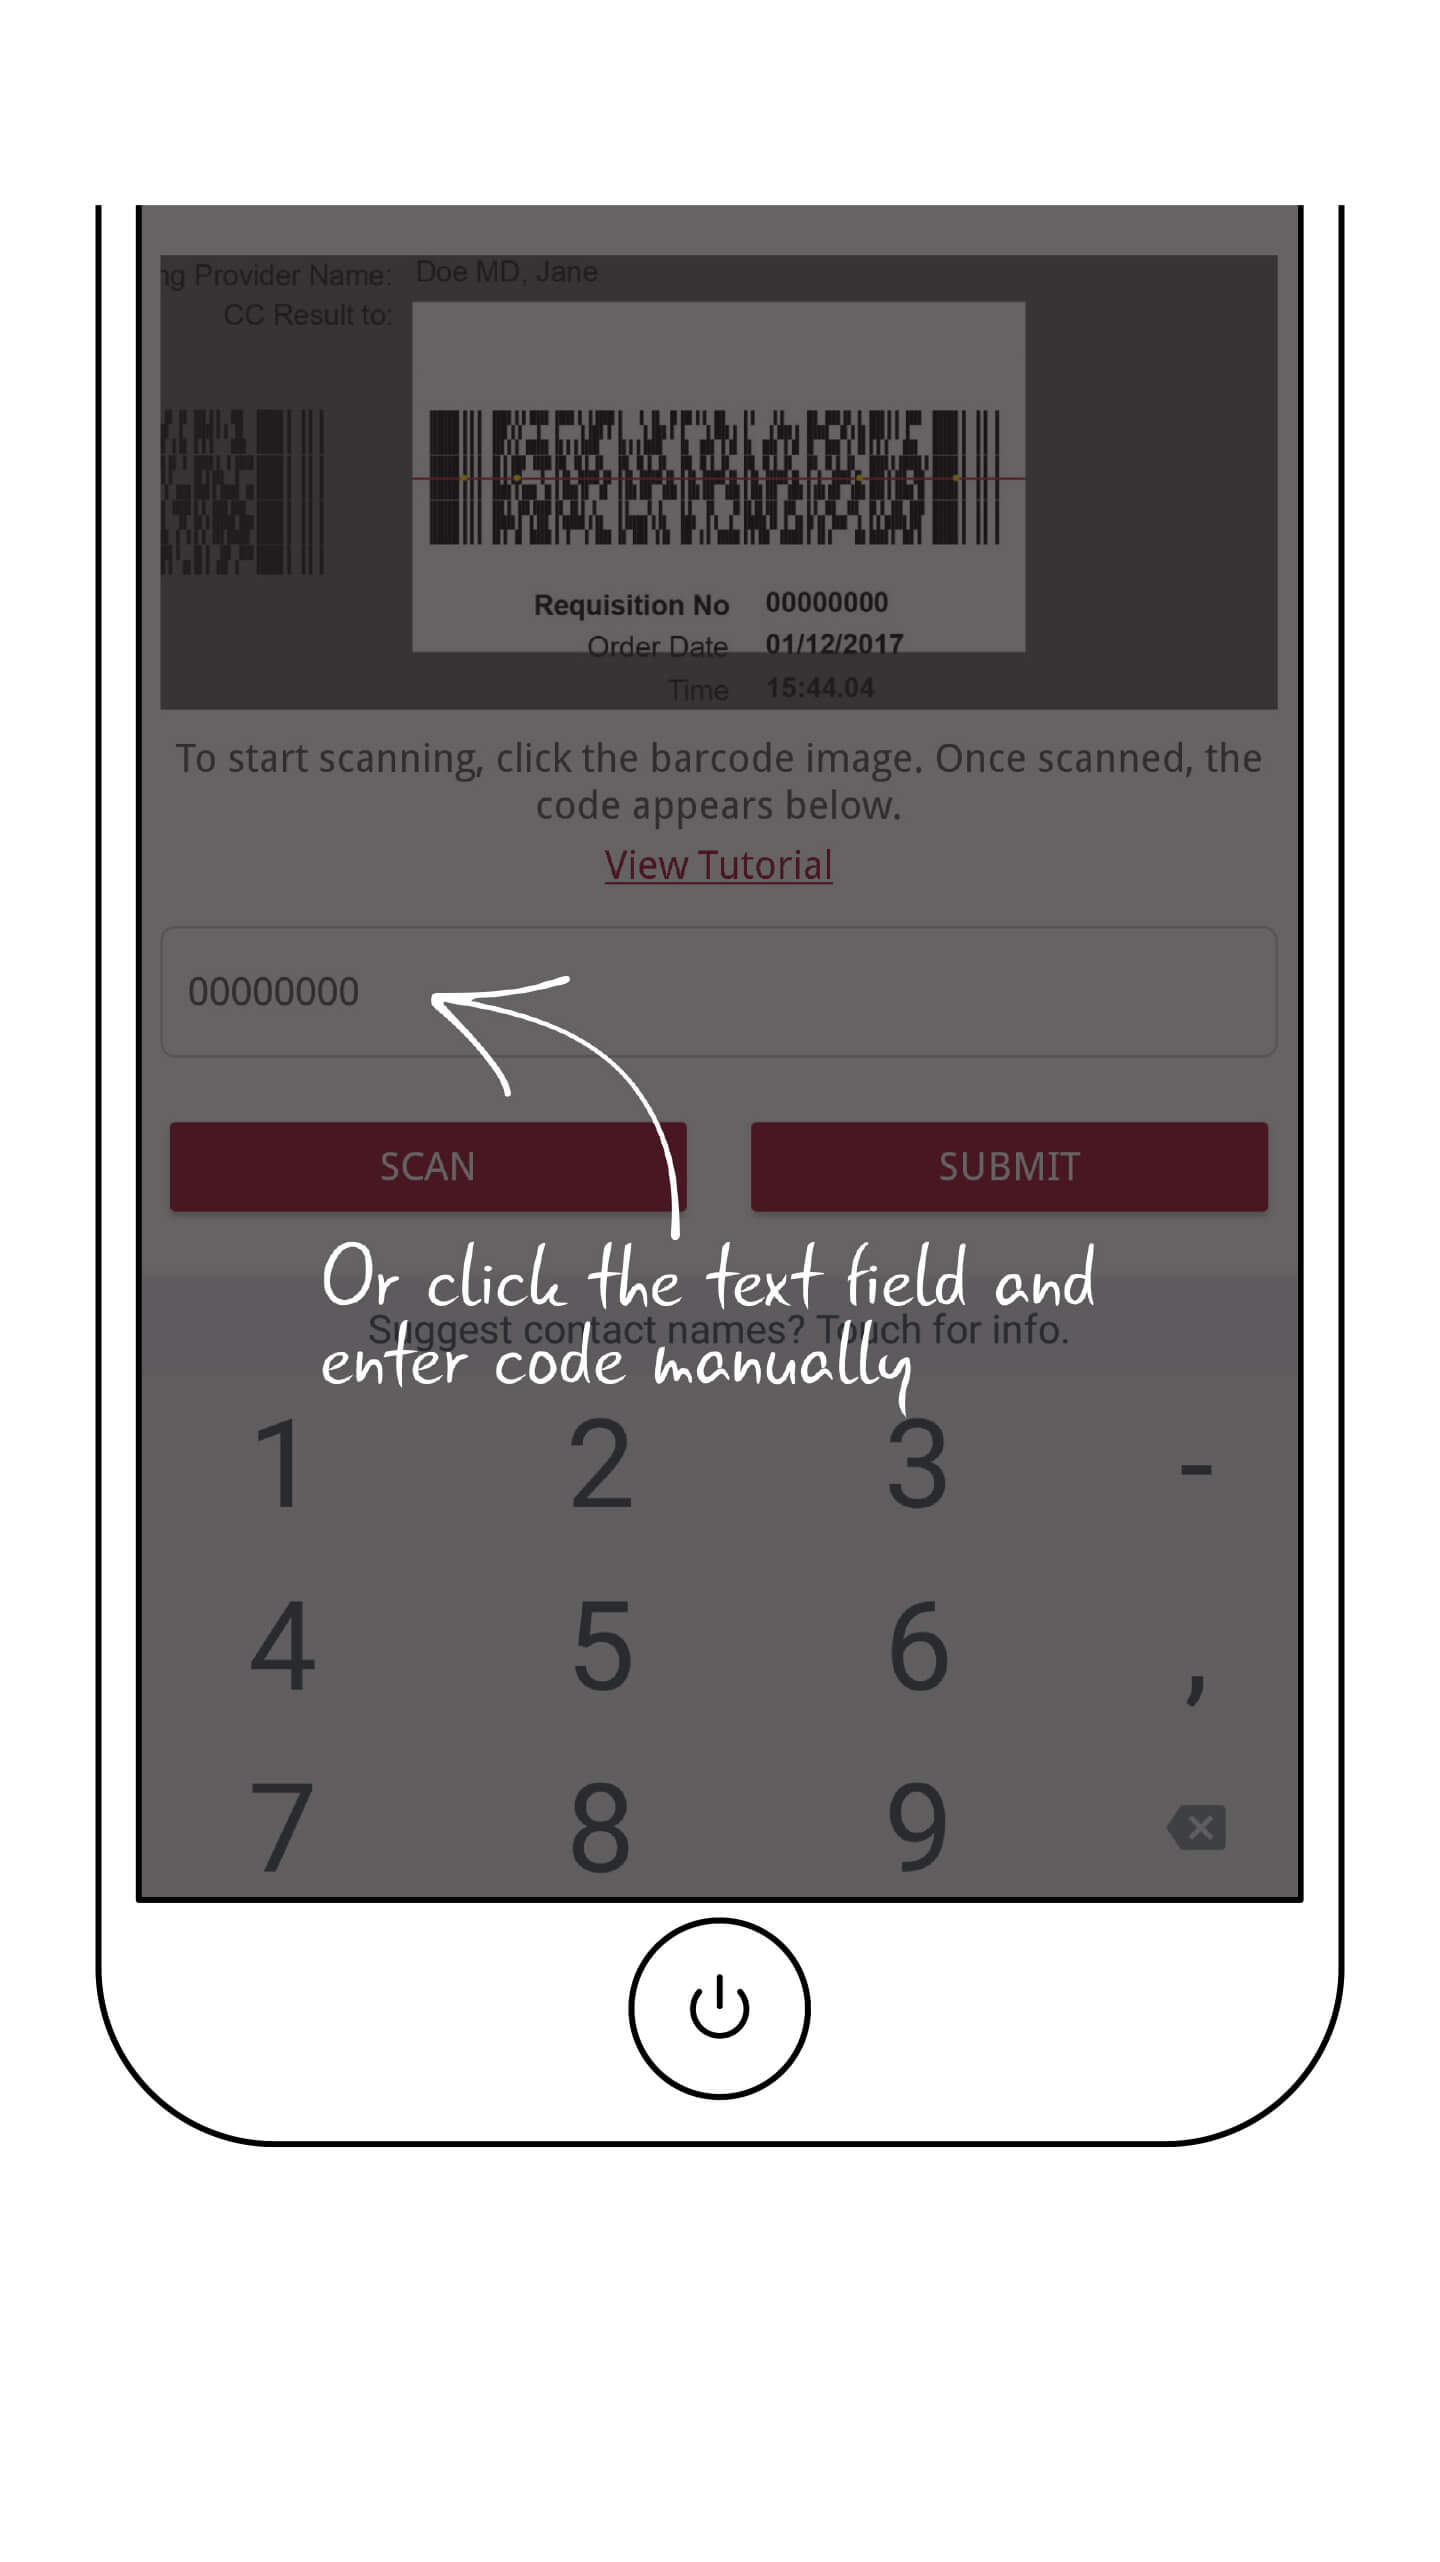 ng Provider Name: Doe MD, Jane
CC Result to:
Requisition No 00000000
Order Date 01/12/2017
Time 15:44.04
To start scanning, click the barcode image. Once scanned, the
code appears below.
View Tutorial
00000000
SCAN SUBMIT
Or click the text field and
Suggest contact names? Touch for info.
enter code manually
1 2 3 -
4 5 6 ,
7 8 9